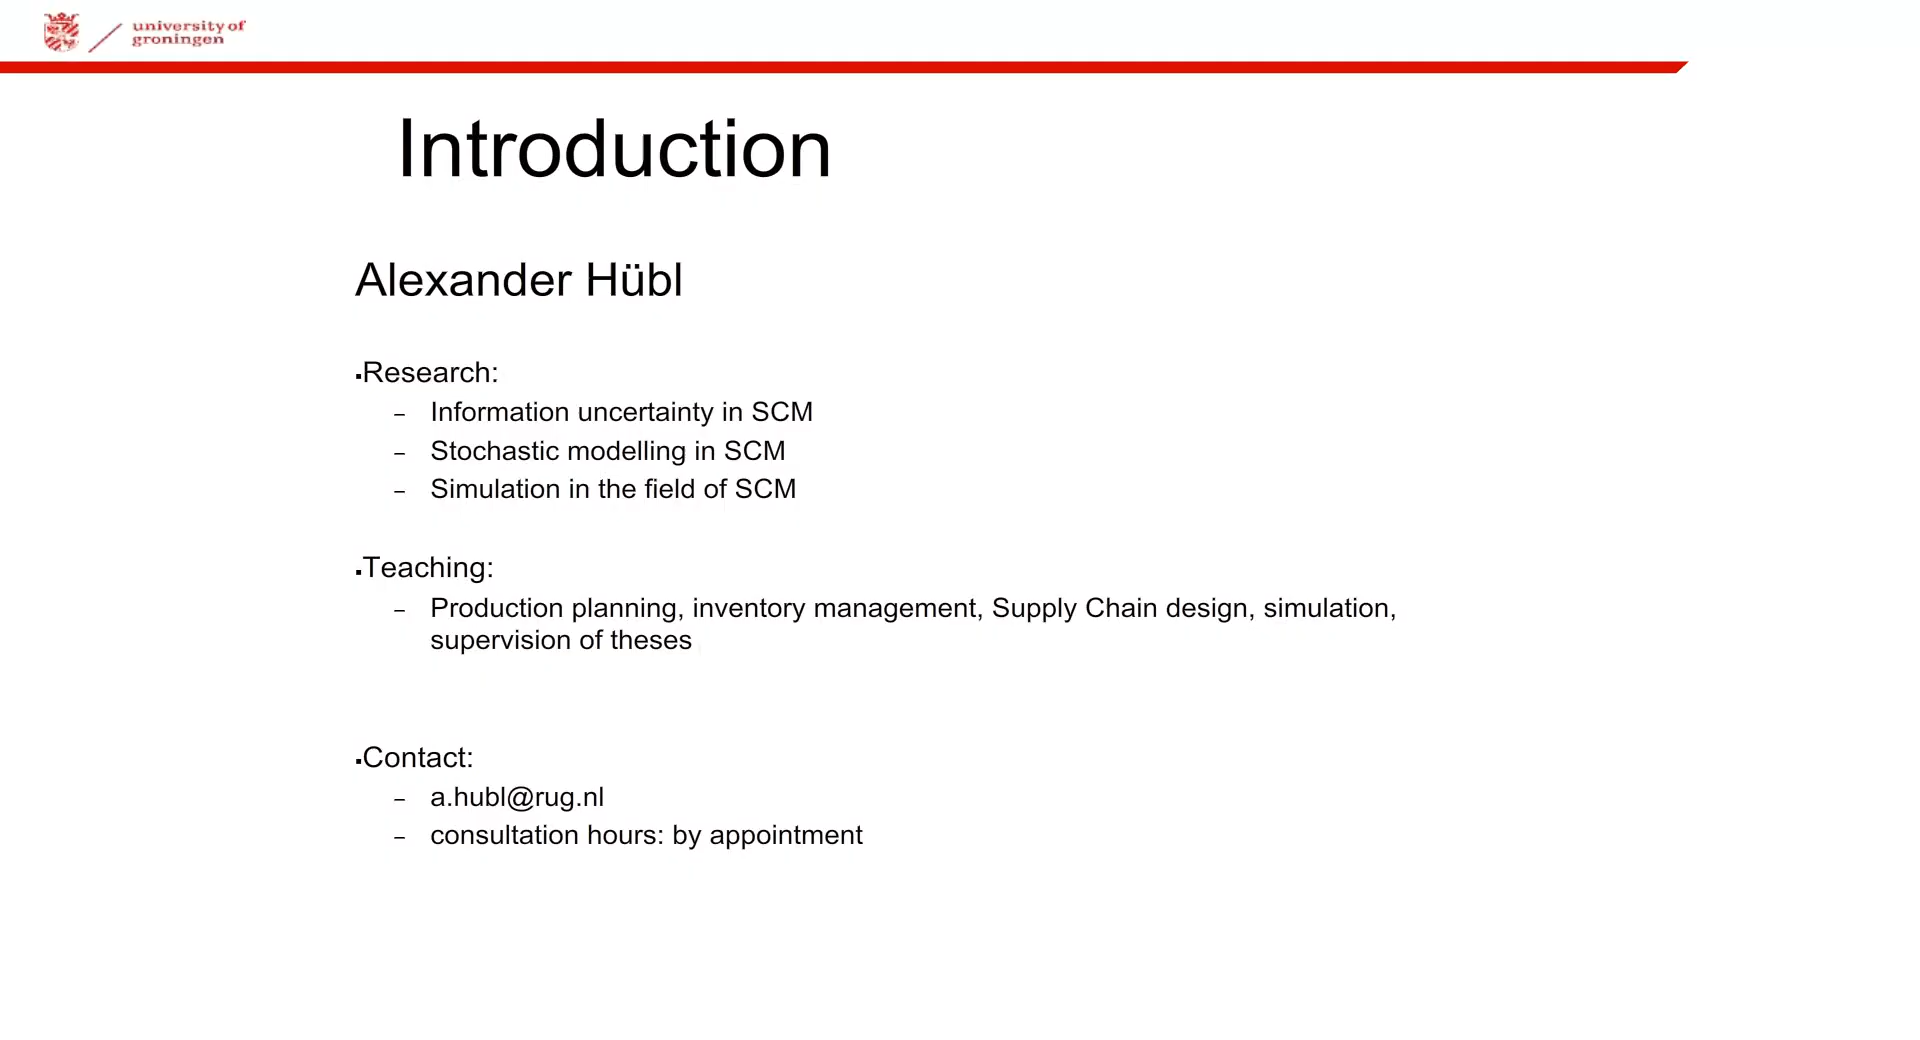 university of
groningen
Introduction
Alexander Hübl
▪Research:
– Information uncertainty in SCM
– Stochastic modelling in SCM
– Simulation in the field of SCM
▪Teaching:
– Production planning, inventory management, Supply Chain design, simulation,
supervision of theses
▪Contact:
– a.hubl@rug.nl
– consultation hours: by appointment